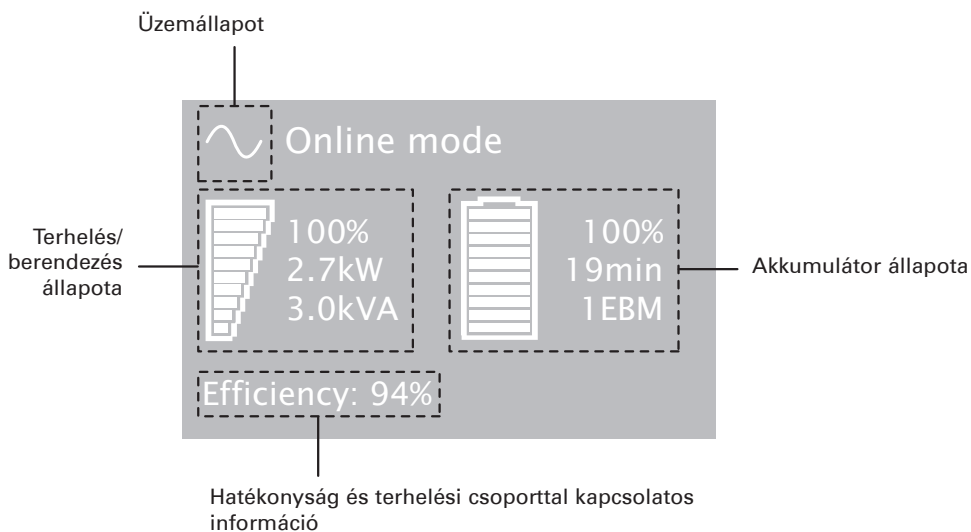 Üzemállapot
Online mode
Terhelés/
berendezés
állapota
100%
2.7kW
3.0kVA
100%
19min
1EBM
Akkumulátor állapota
Efficiency: 94%
Hatékonyság és terhelési csoporttal kapcsolatos
információ